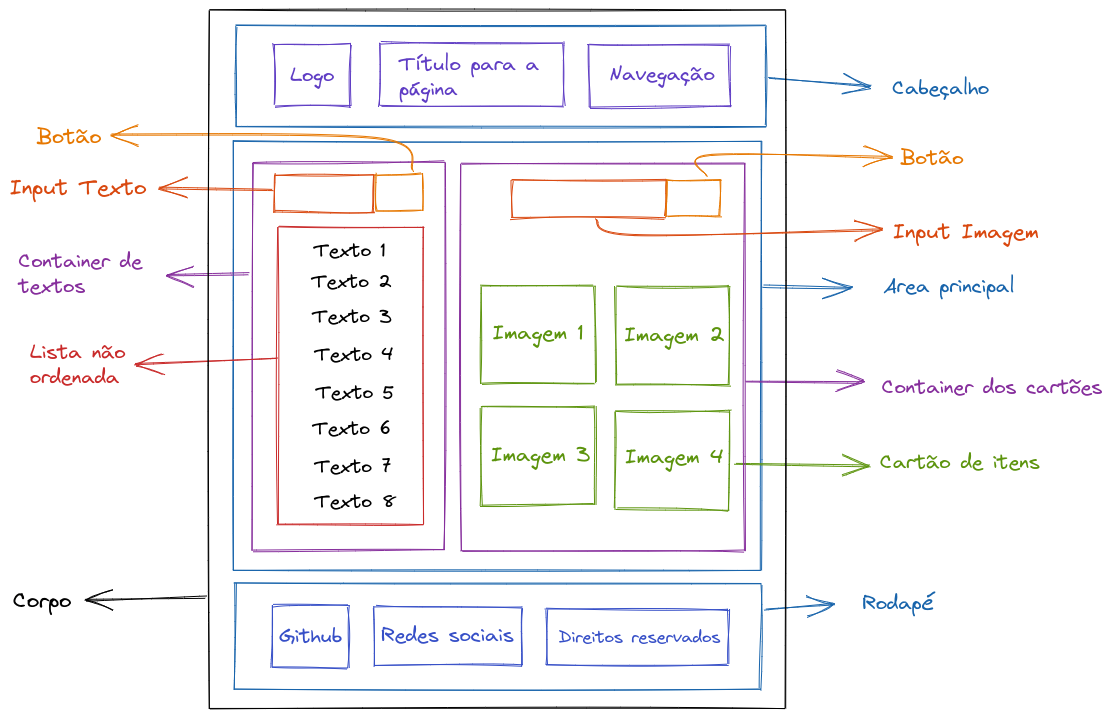 Logo
Título para a
página
Navegação
Cabeçalho
Botão
Botão
Input Texto
Input Imagem
Container de
textos
Area principal
Texto 1
Texto 2
Texto 3
Texto 4
Texto 5
Texto 6
Texto 7
Texto 8
Lista não
ordenada
Imagem 1
Imagem 2
Imagem 3
Imagem 4
Container dos cartões
Cartão de itens
Corpo
Rodapé
Github
Redes sociais
Direitos reservados